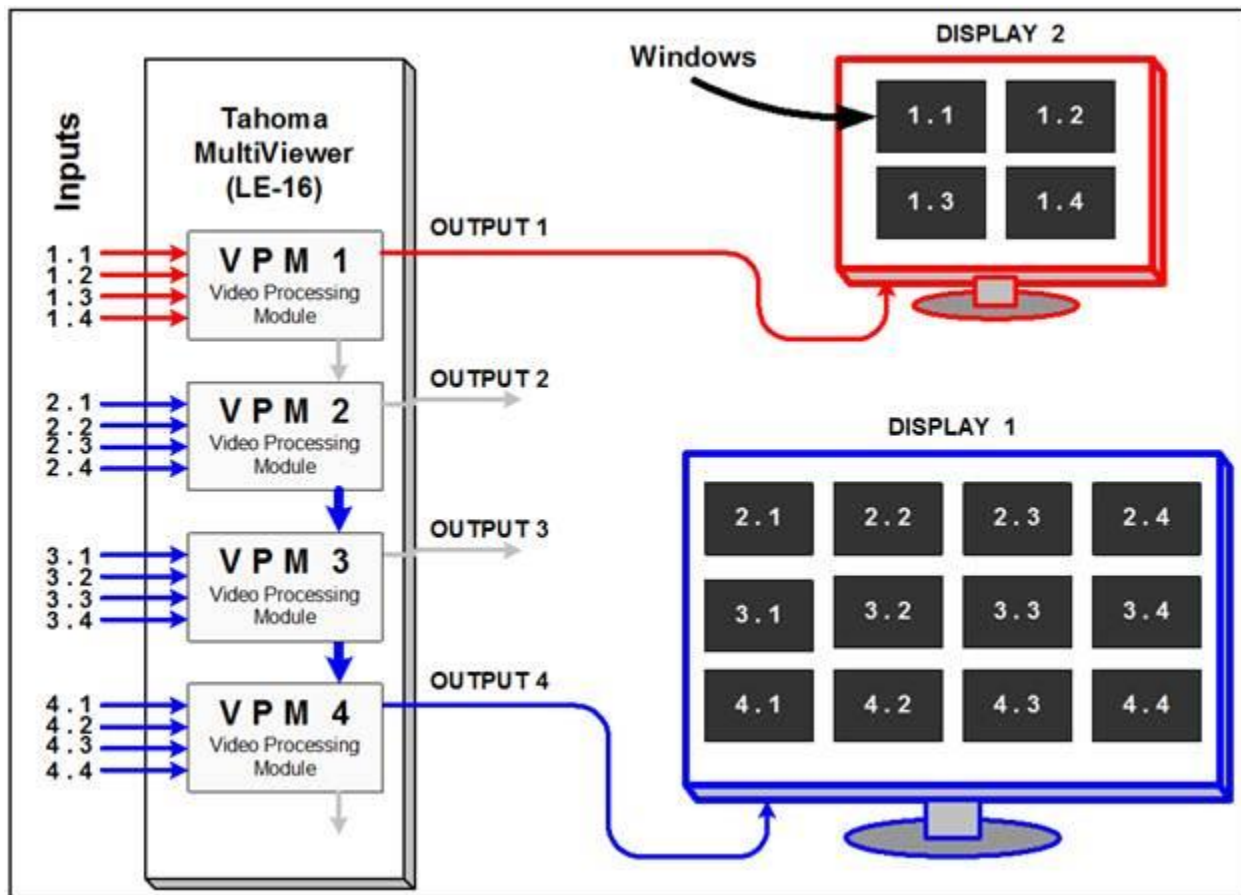 DISPLAY 2
Windows
1.1 1.2
1.3 1.4
Tahoma
MultiViewer
(LE-16)
Inputs
OUTPUT 1
1.1
1.2
1.3
1.4
VPM 1
Video Processing
Module
OUTPUT 2
2.1
2.2
2.3
2.4
VPM 2
Video Processing
Module
OUTPUT 3
3.1
3.2
3.3
3.4
VPM 3
Video Processing
Module
OUTPUT 4
4.1
4.2
4.3
4.4
VPM 4
Video Processing
Module
DISPLAY 1
2.1 2.2 2.3 2.4
3.1 3.2 3.3 3.4
4.1 4.2 4.3 4.4